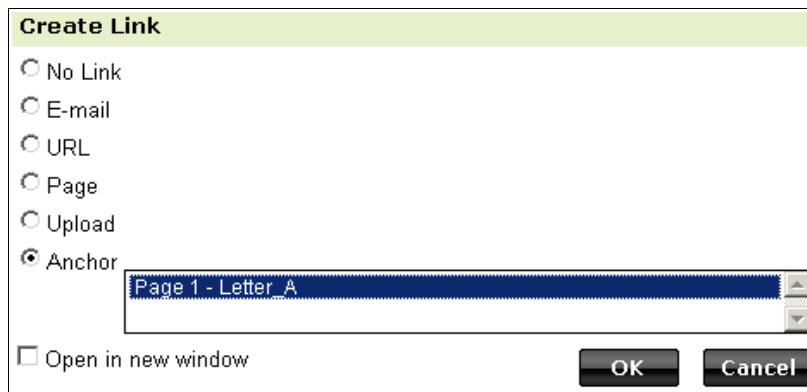 Create Link
No Link
E-mail
URL
Page
Upload
Anchor
Page 1 - Letter_A
Open in new window
OK Cancel